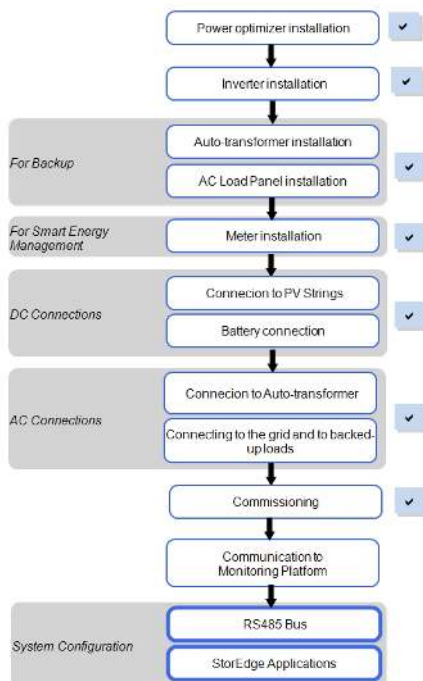 Power optimizer installation
Inverter installation
For Backup
Auto-transformer installation
AC Load Panel installation
For Smart Energy
Management
Meter installation
DC Connections
Connecion to PV Strings
Battery connection
AC Connections
Connecion to Auto-transformer
Connecting to the grid and to backed-
up loads
Commissioning
Communication to
Monitoring Platform
System Configuration
RS485 Bus
StorEdge Applications